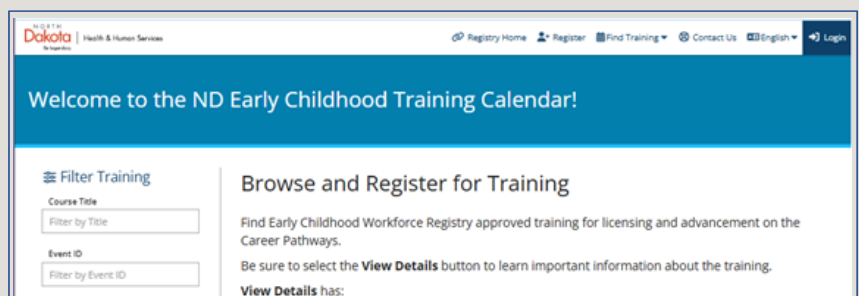 NORTH
Dakota | Health & Human Services
Be Legendary.
Registry Home Register Find Training Contact Us English Login
Welcome to the ND Early Childhood Training Calendar!
Filter Training
Course Title
Filter by Title
Event ID
Filter by Event ID
Browse and Register for Training
Find Early Childhood Workforce Registry approved training for licensing and advancement on the
Career Pathways.
Be sure to select the View Details button to learn important information about the training.
View Details has: